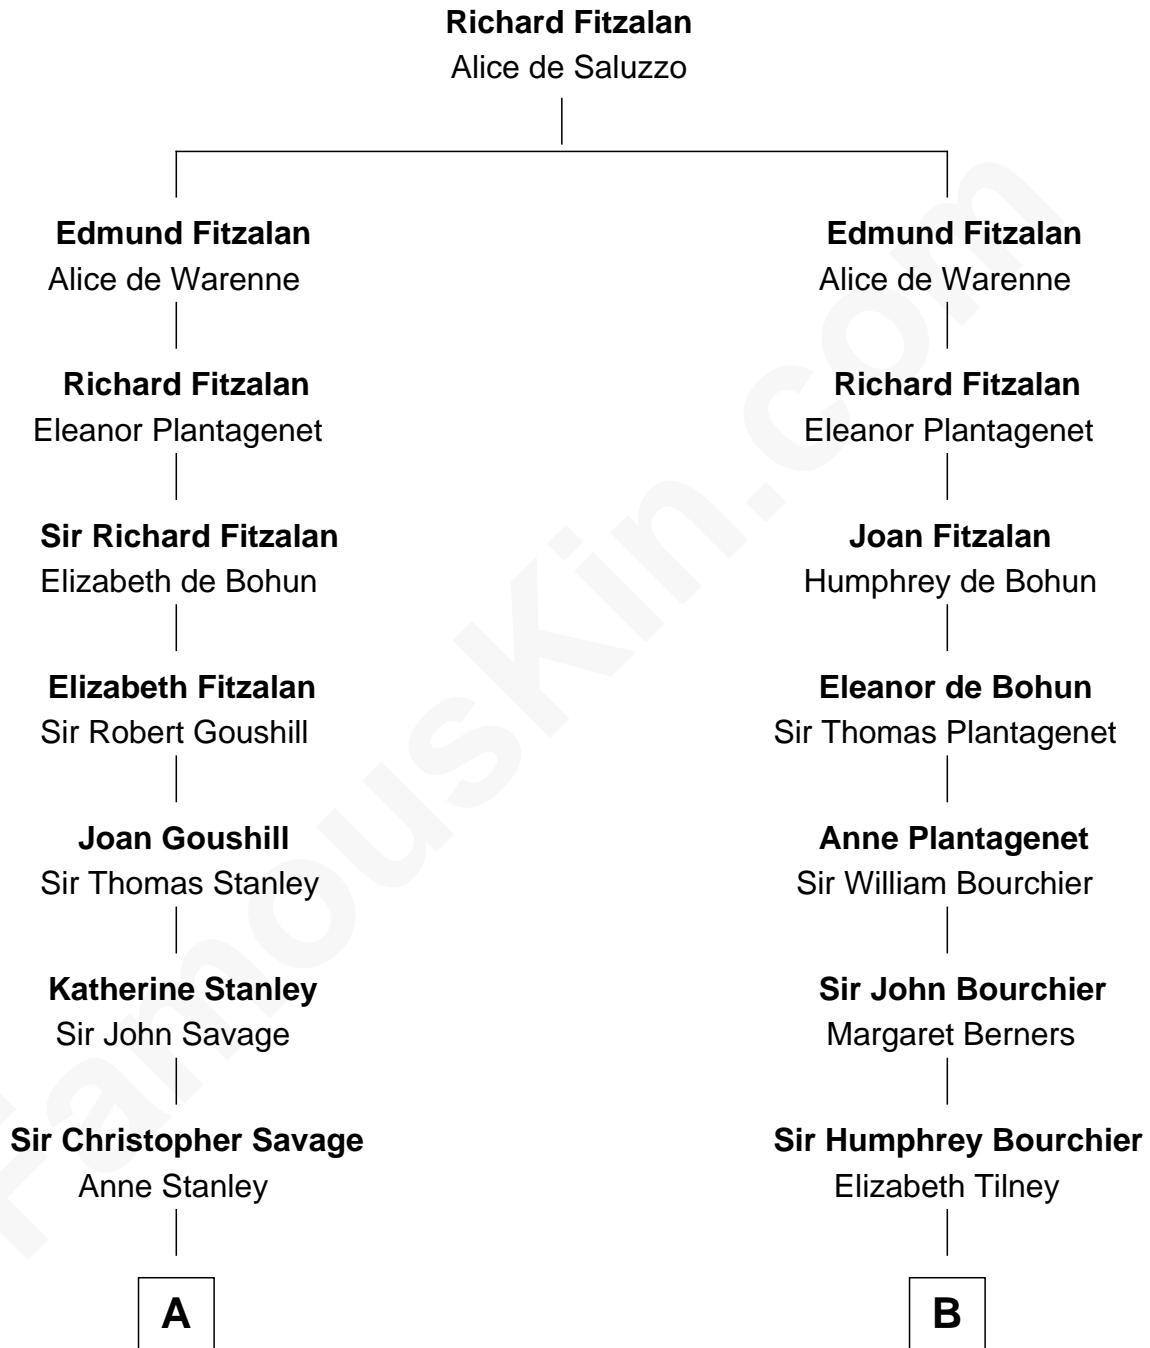 Richard Fitzalan
Alice de Saluzzo
Edmund Fitzalan
Alice de Warenne
Edmund Fitzalan
Alice de Warenne
Richard Fitzalan
Eleanor Plantagenet
Richard Fitzalan
Eleanor Plantagenet
Sir Richard Fitzalan
Elizabeth de Bohun
Joan Fitzalan
Humphrey de Bohun
Elizabeth Fitzalan
Sir Robert Goushill
Eleanor de Bohun
Sir Thomas Plantagenet
Joan Goushill
Sir Thomas Stanley
Anne Plantagenet
Sir William Bourchier
Katherine Stanley
Sir John Savage
Sir John Bourchier
Margaret Berners
Sir Christopher Savage
Anne Stanley
Sir Humphrey Bourchier
Elizabeth Tilney
A
B
FamousKin.com